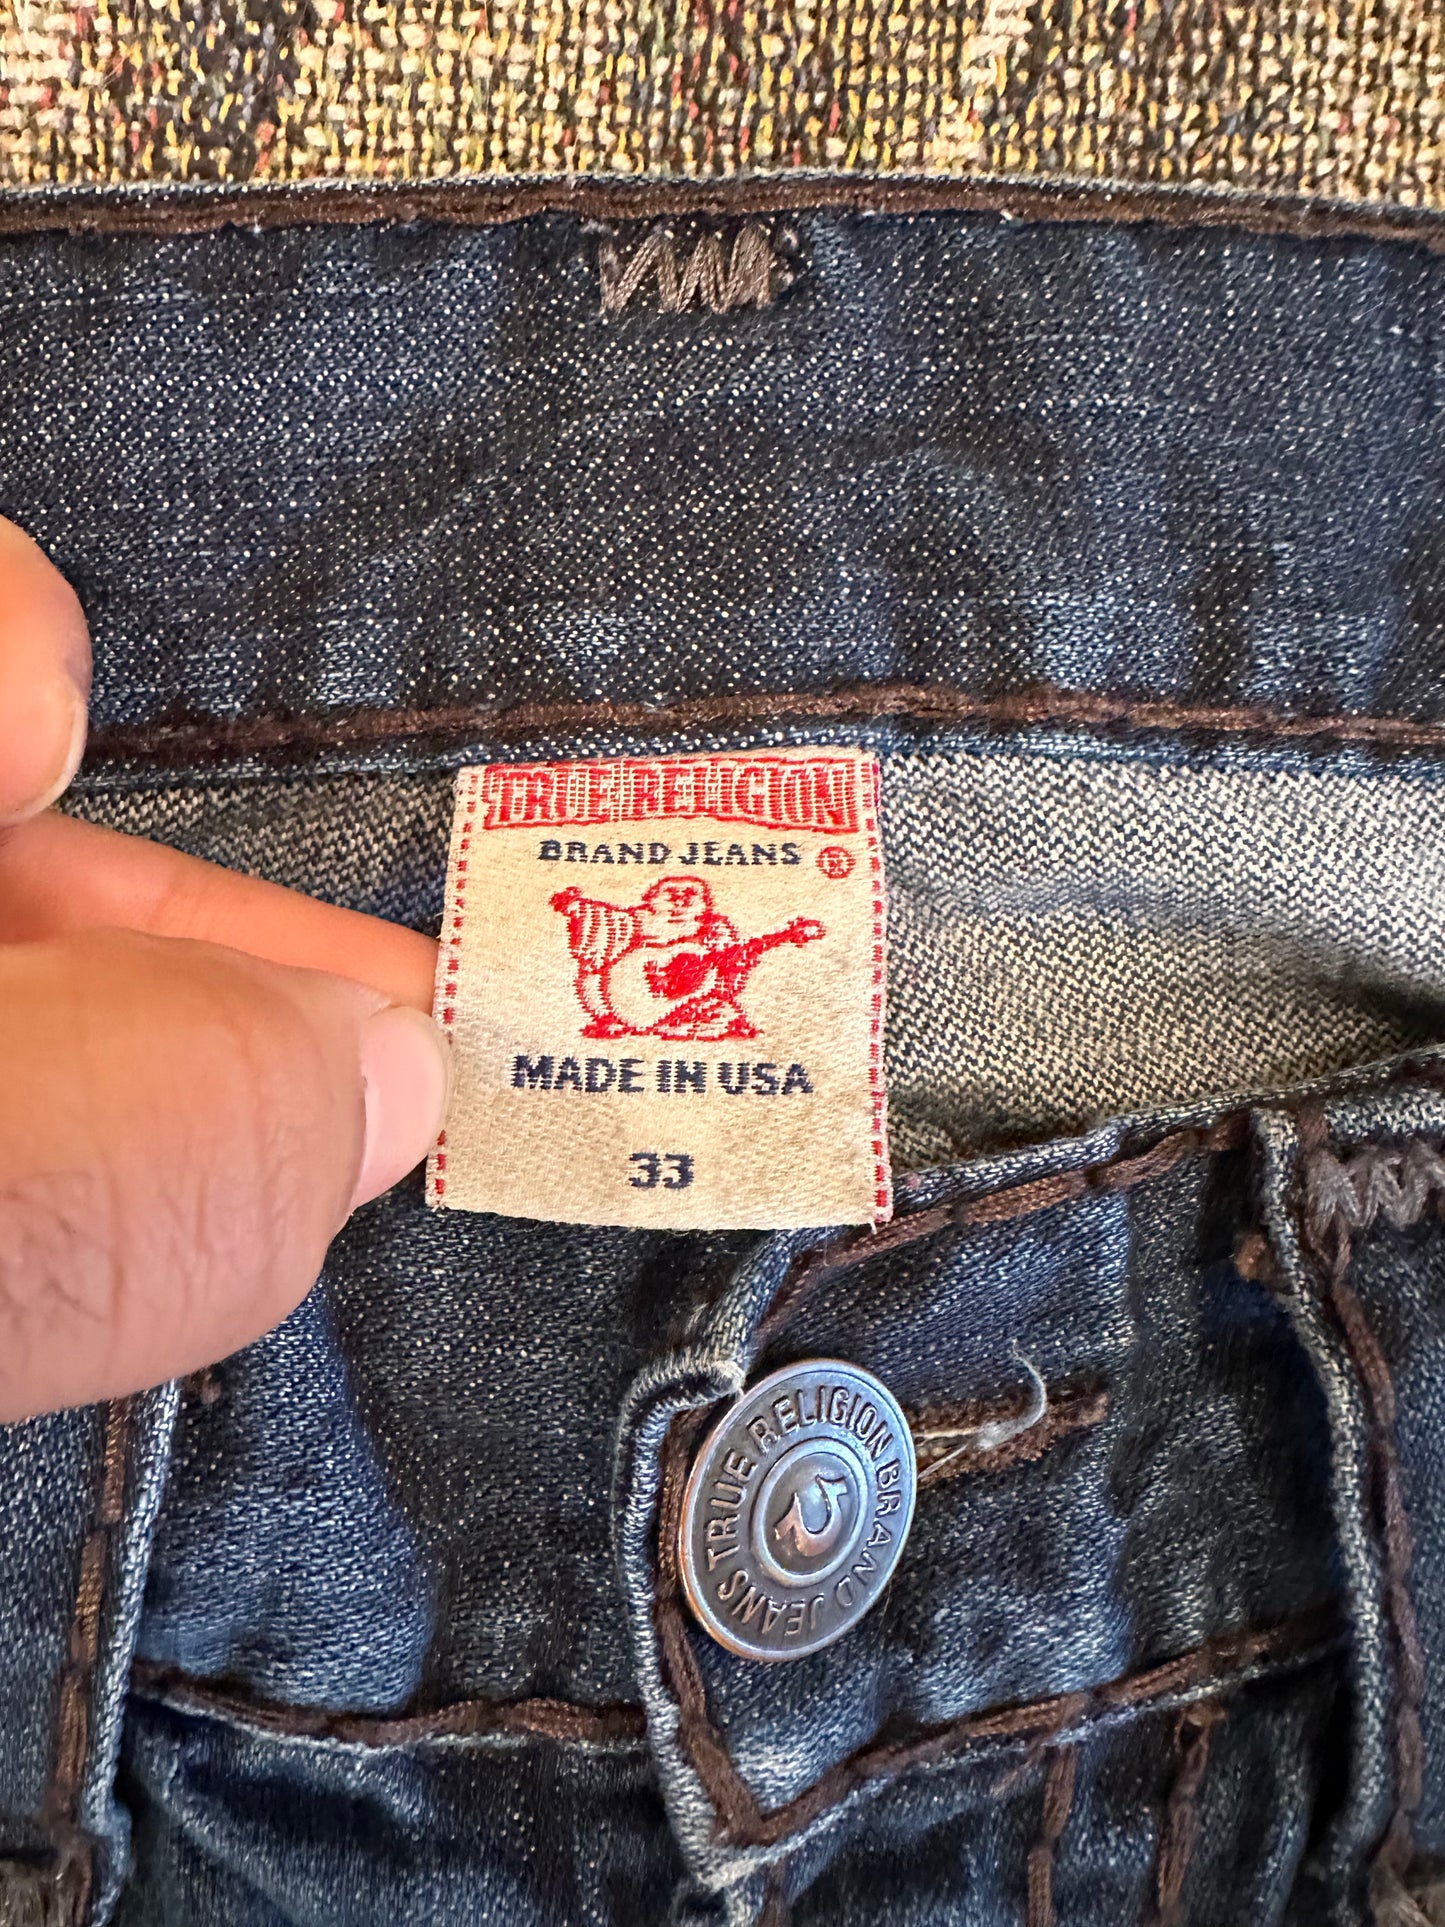 TRUE RELIGION
BRAND JEANS ®
MADE IN USA
33
TRUE RELIGION BRAND JEANS